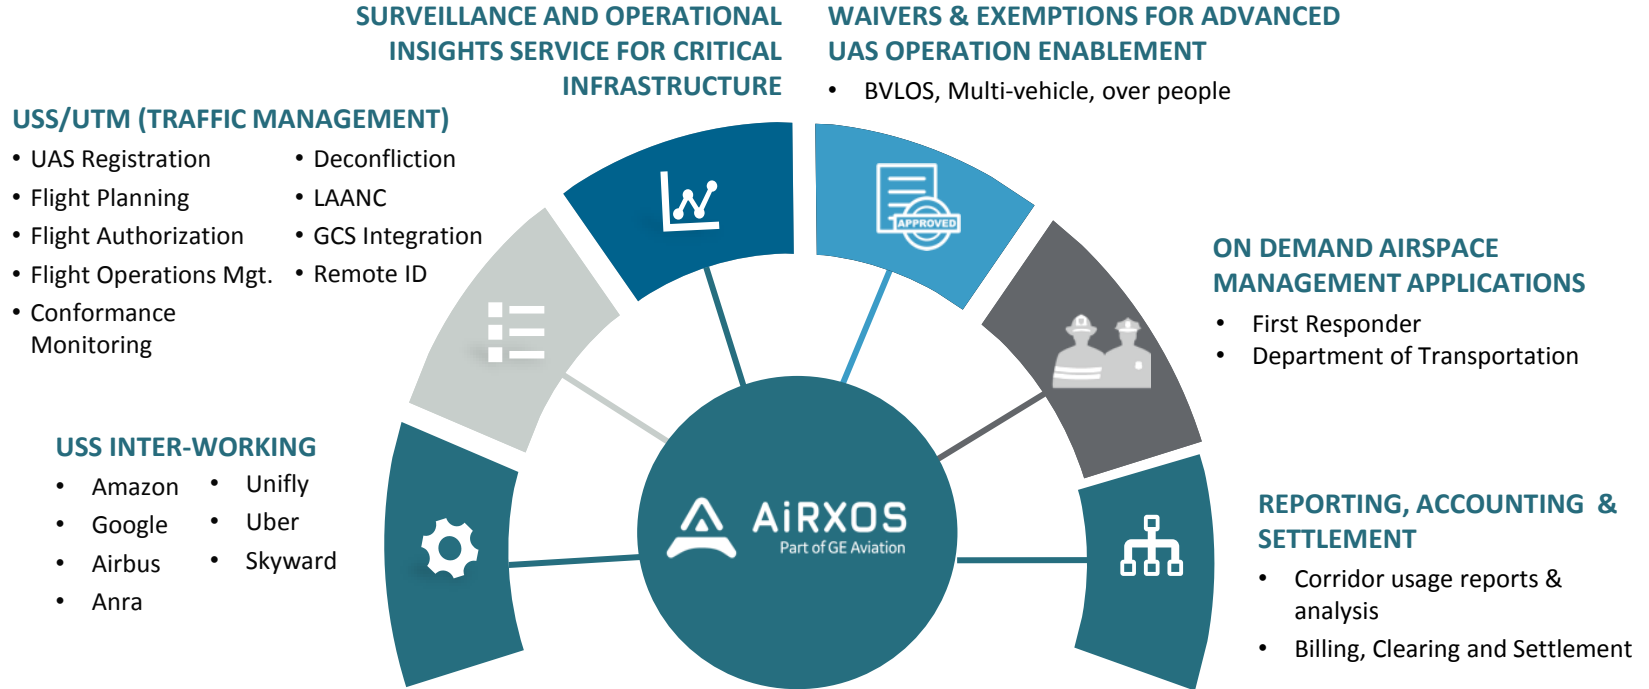 SURVEILLANCE AND OPERATIONAL
INSIGHTS SERVICE FOR CRITICAL
INFRASTRUCTURE
WAIVERS & EXEMPTIONS FOR ADVANCED
UAS OPERATION ENABLEMENT
• BVLOS, Multi-vehicle, over people
USS/UTM (TRAFFIC MANAGEMENT)
• UAS Registration
• Flight Planning
• Flight Authorization
• Flight Operations Mgt.
• Conformance
Monitoring
• Deconfliction
• LAANC
• GCS Integration
• Remote ID
APPROVED
ON DEMAND AIRSPACE
MANAGEMENT APPLICATIONS
• First Responder
• Department of Transportation
USS INTER-WORKING
• Amazon
• Google
• Airbus
• Anra
• Unifly
• Uber
• Skyward
AiRXOS
Part of GE Aviation
REPORTING, ACCOUNTING &
SETTLEMENT
• Corridor usage reports &
analysis
• Billing, Clearing and Settlement